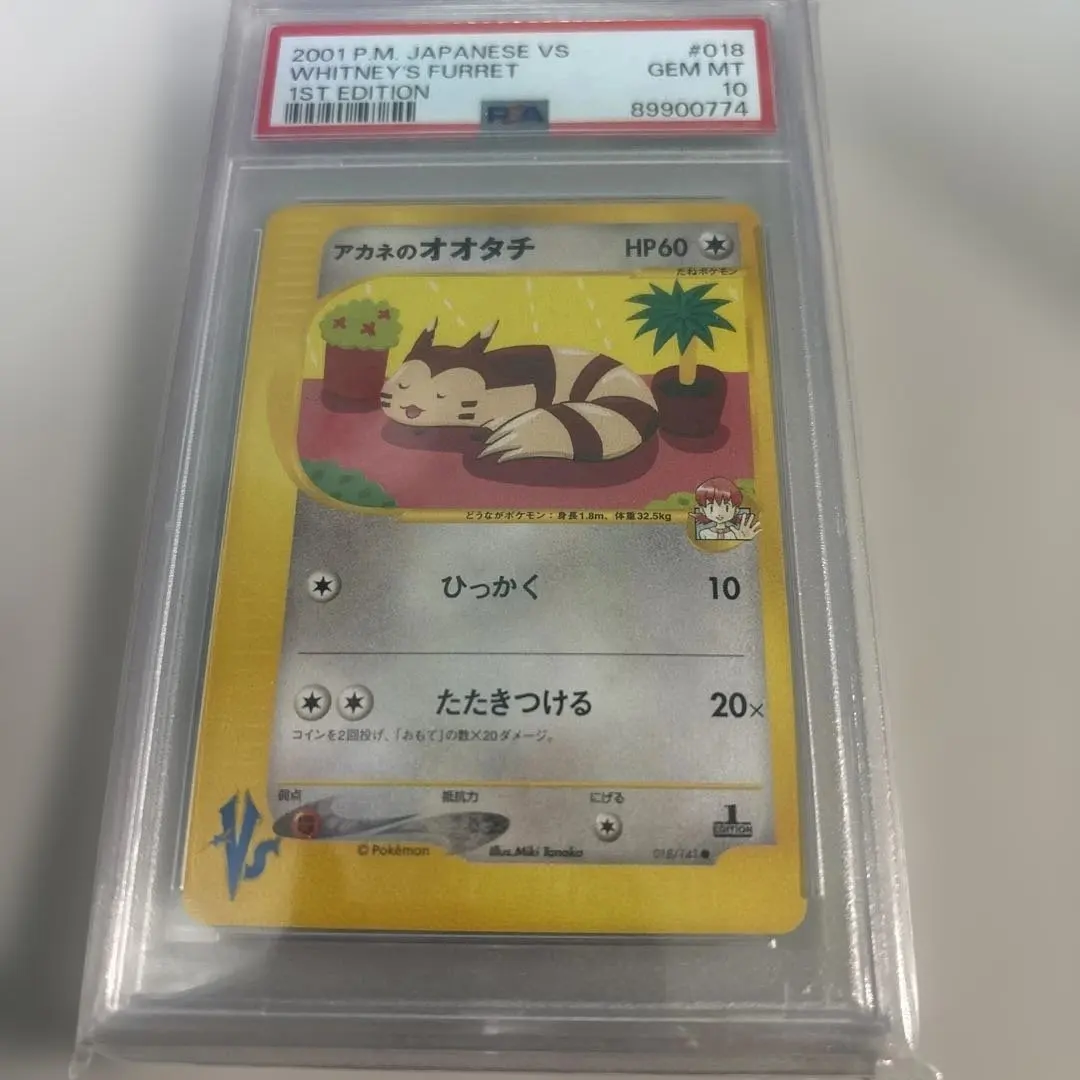 2001 P.M. JAPANESE VS #018
WHITNEY'S FURRET GEM MT
1ST EDITION 10
89900774
PSA
アカネのオオタチ HP60
たねポケモン
どうながポケモン：身長1.8m、体重32.5kg
ひっかく 10
たたきつける 20×
コインを2回投げ、「おもて」の数×20ダメージ。
弱点 抵抗力 にげる
1
EDITION
Vs
©Pokémon Illus.Miki Tanaka 018/141●